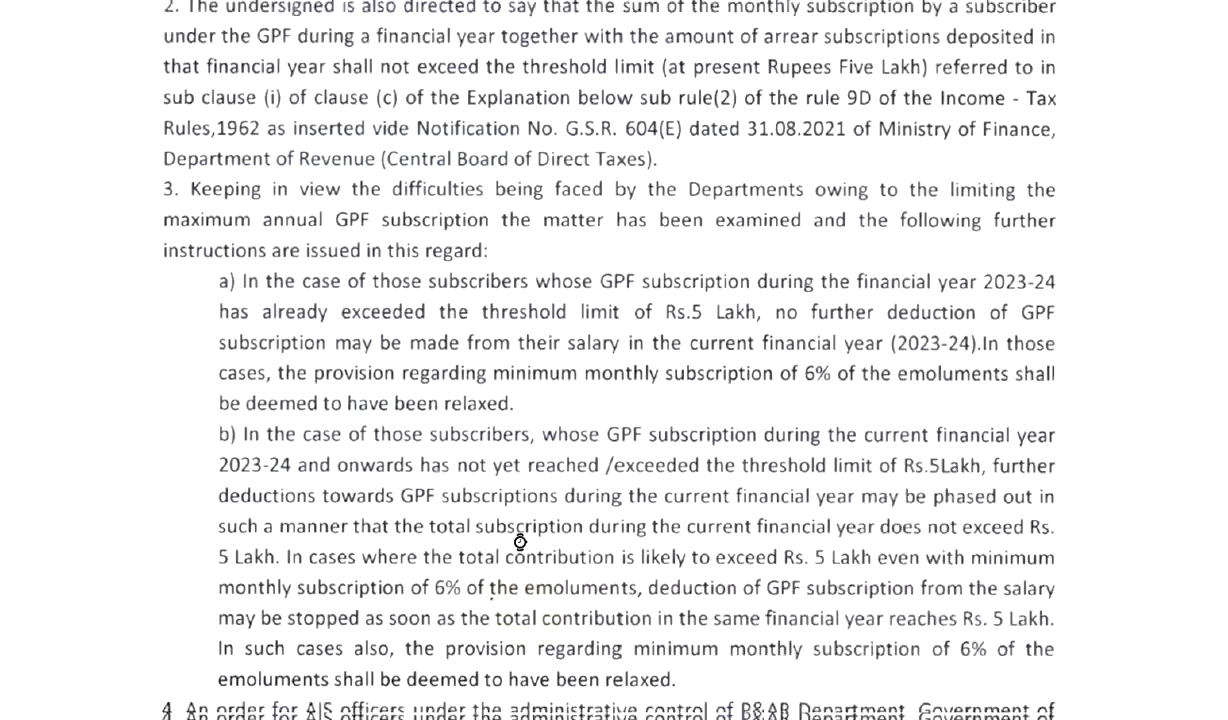 2. The undersigned is also directed to say that the sum of the monthly subscription by a subscriber
under the GPF during a financial year together with the amount of arrear subscriptions deposited in
that financial year shall not exceed the threshold limit (at present Rupees Five Lakh) referred to in
sub clause (i) of clause (c) of the Explanation below sub rule(2) of the rule 9D of the Income - Tax
Rules,1962 as inserted vide Notification No. G.S.R. 604(E) dated 31.08.2021 of Ministry of Finance,
Department of Revenue (Central Board of Direct Taxes).
3. Keeping in view the difficulties being faced by the Departments owing to the limiting the
maximum annual GPF subscription the matter has been examined and the following further
instructions are issued in this regard:
a) In the case of those subscribers whose GPF subscription during the financial year 2023-24
has already exceeded the threshold limit of Rs.5 Lakh, no further deduction of GPF
subscription may be made from their salary in the current financial year (2023-24).In those
cases, the provision regarding minimum monthly subscription of 6% of the emoluments shall
be deemed to have been relaxed.
b) In the case of those subscribers, whose GPF subscription during the current financial year
2023-24 and onwards has not yet reached /exceeded the threshold limit of Rs.5Lakh, further
deductions towards GPF subscriptions during the current financial year may be phased out in
such a manner that the total subscription during the current financial year does not exceed Rs.
5 Lakh. In cases where the total contribution is likely to exceed Rs. 5 Lakh even with minimum
monthly subscription of 6% of the emoluments, deduction of GPF subscription from the salary
may be stopped as soon as the total contribution in the same financial year reaches Rs. 5 Lakh.
In such cases also, the provision regarding minimum monthly subscription of 6% of the
emoluments shall be deemed to have been relaxed.
4. An order for AIS officers under the administrative control of P&AR Department, Government of